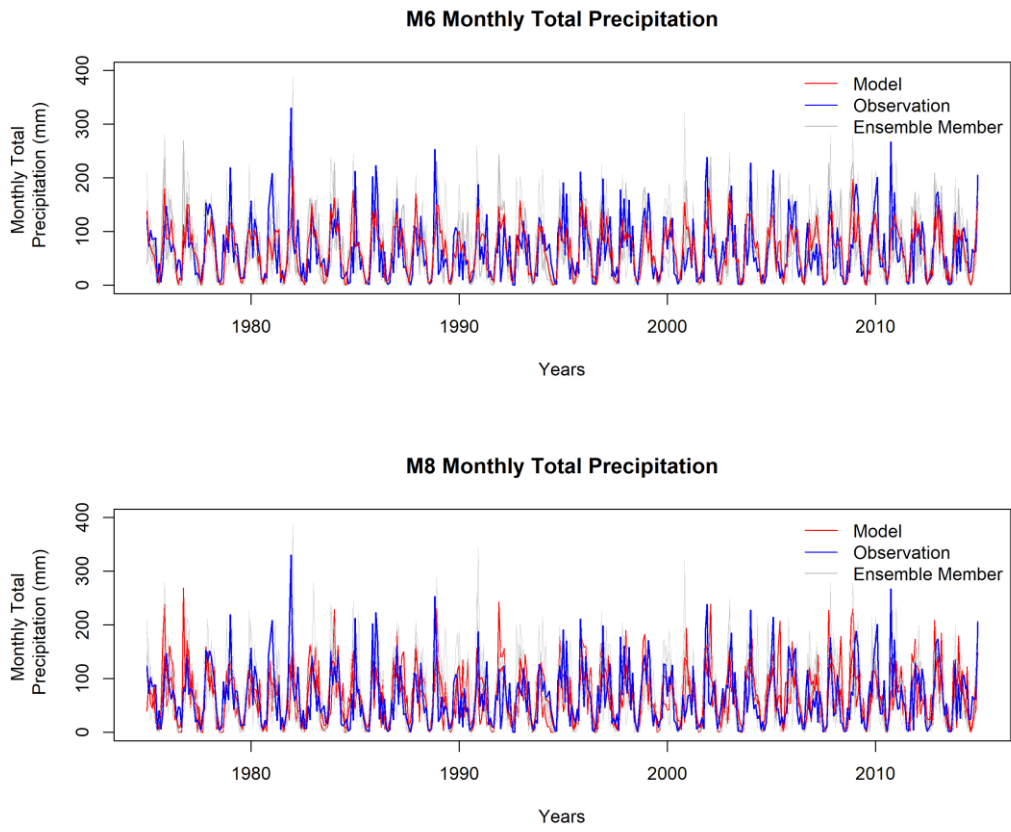 M6 Monthly Total Precipitation
Monthly Total
Precipitation (mm)
400
300
200
100
0
Model
Observation
Ensemble Member
1980
1990
2000
2010
Years
M8 Monthly Total Precipitation
Monthly Total
Precipitation (mm)
400
300
200
100
0
Model
Observation
Ensemble Member
1980
1990
2000
2010
Years